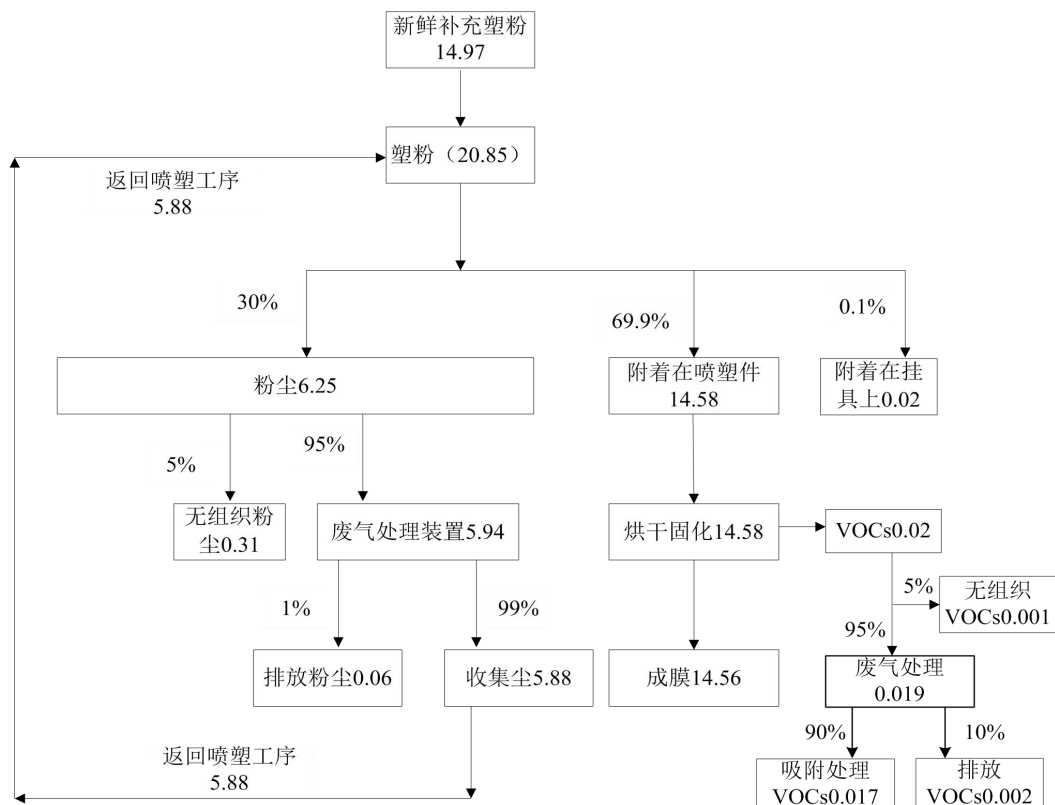 新鲜补充塑粉
14.97
塑粉（20.85）
返回喷塑工序
5.88
30%
69.9%
0.1%
粉尘6.25
附着在喷塑件
14.58
附着在挂
具上0.02
5%
95%
无组织粉
尘0.31
废气处理装置5.94
烘干固化14.58
VOCs0.02
1%
99%
5%
无组织
VOCs0.001
95%
排放粉尘0.06
收集尘5.88
成膜14.56
废气处理
0.019
90%
10%
返回喷塑工序
5.88
吸附处理
VOCs0.017
排放
VOCs0.002